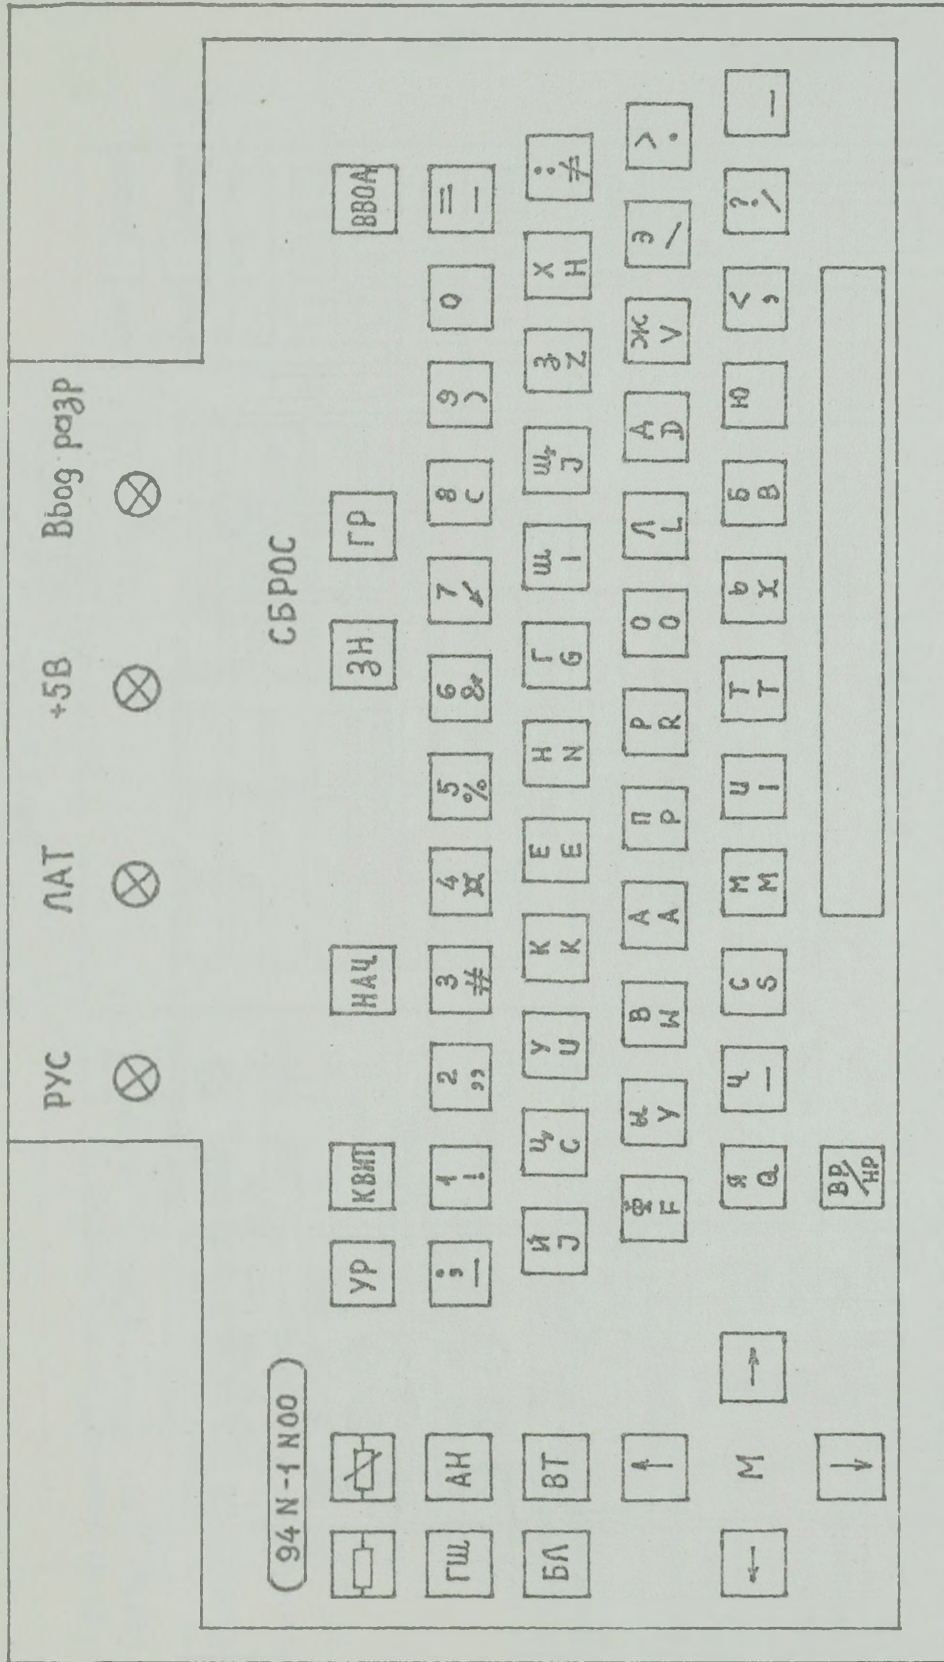 РУС ЛАТ +5В Ввод разр
94N-1N00 СБРОС
УР КВИТ НАЦ ЗН ГР ВВОД
ГШ АН
; 1 2 3 4 5 6 7 8 9 0 =
— ! ,, # ¤ % & ↙ ( ) —
БЛ ВТ
Й Ц У К Е Н Г Ш Щ З Х :
J C U K E N G I J Z H ≠
↑
Ф Ы В А П Р О Л Д Ж Э >
F Y W A P R O L D V \ .
← М →
Я Ч С М И Т Ь Б Ю < ? _
Q — S M I T X B , /
↓
ВР/НР